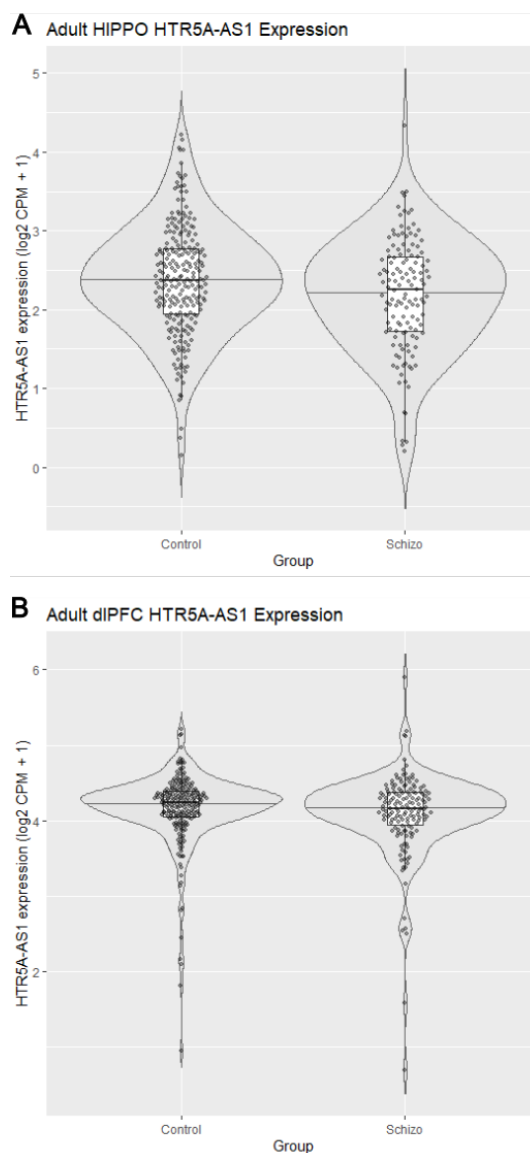 A Adult HIPPO HTR5A-AS1 Expression
HTR5A-AS1 expression (log2 CPM + 1)
5
4
3
2
1
0
Control Schizo
Group
B Adult dlPFC HTR5A-AS1 Expression
HTR5A-AS1 expression (log2 CPM + 1)
6
4
2
Control Schizo
Group